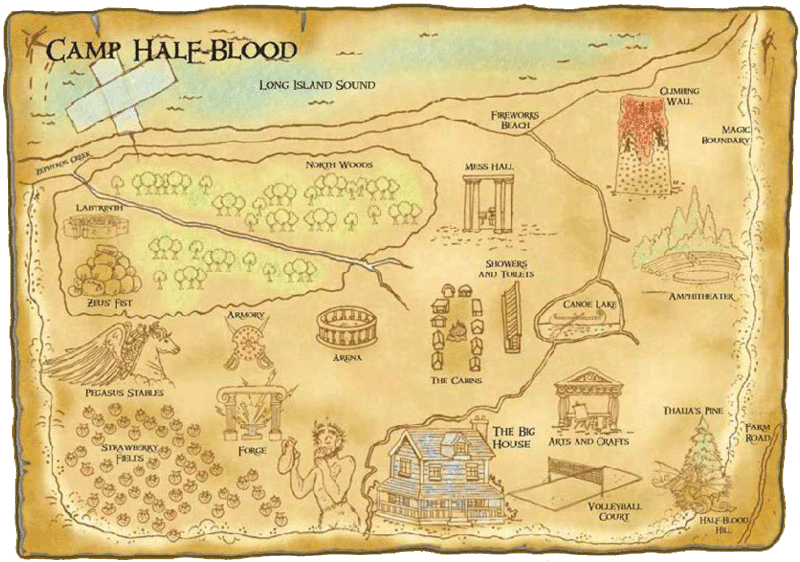 Camp Half-Blood
Long Island Sound
Climbing
Wall
Fireworks
Beach
Magic
Boundary
Zephyros Creek
North Woods
Mess Hall
Labyrinth
Showers
and Toilets
Zeus' Fist
Canoe Lake
Amphitheater
Armory
Arena
The Cabins
Pegasus Stables
Thalia's Pine
The Big
House
Arts and Crafts
Farm
Road
Strawberry
Fields
Forge
Volleyball
Court
Half-Blood
Hill